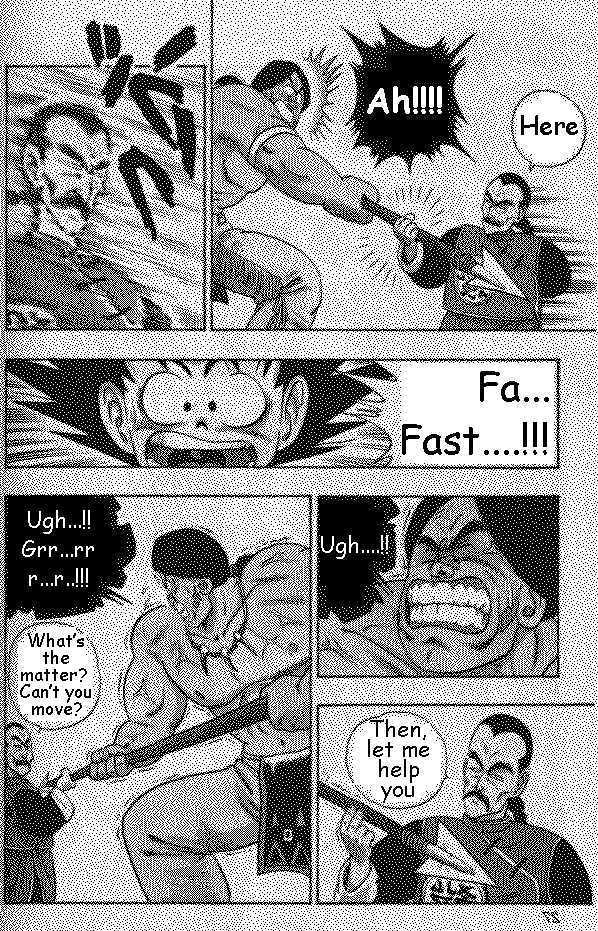 Ah!!!!
Here
Fa...
Fast....!!!
Ugh...!!
Grr...rr
r...r..!!!
What's
the
matter?
Can't you
move?
Ugh....!!
Then,
let me
help
you